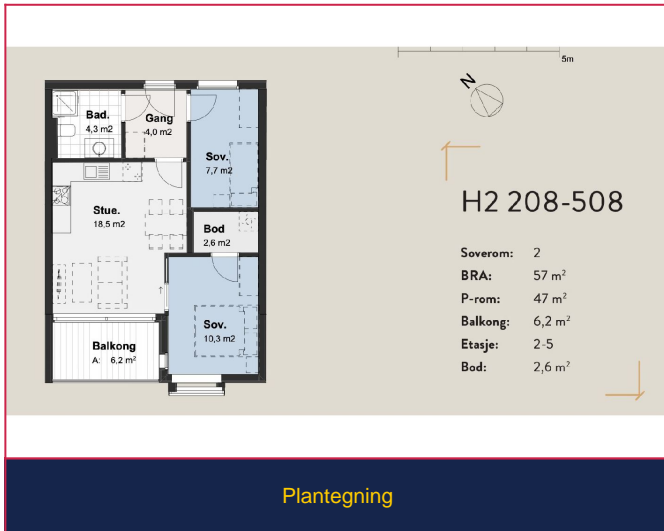 5m
N
Bad.
4,3 m2
Gang
4,0 m2
Sov.
7,7 m2
Stue.
18,5 m2
Bod
2,6 m2
Sov.
10,3 m2
Balkong
A: 6,2 m²
H2 208-508
Soverom: 2
BRA: 57 m²
P-rom: 47 m²
Balkong: 6,2 m²
Etasje: 2-5
Bod: 2,6 m²
Plantegning